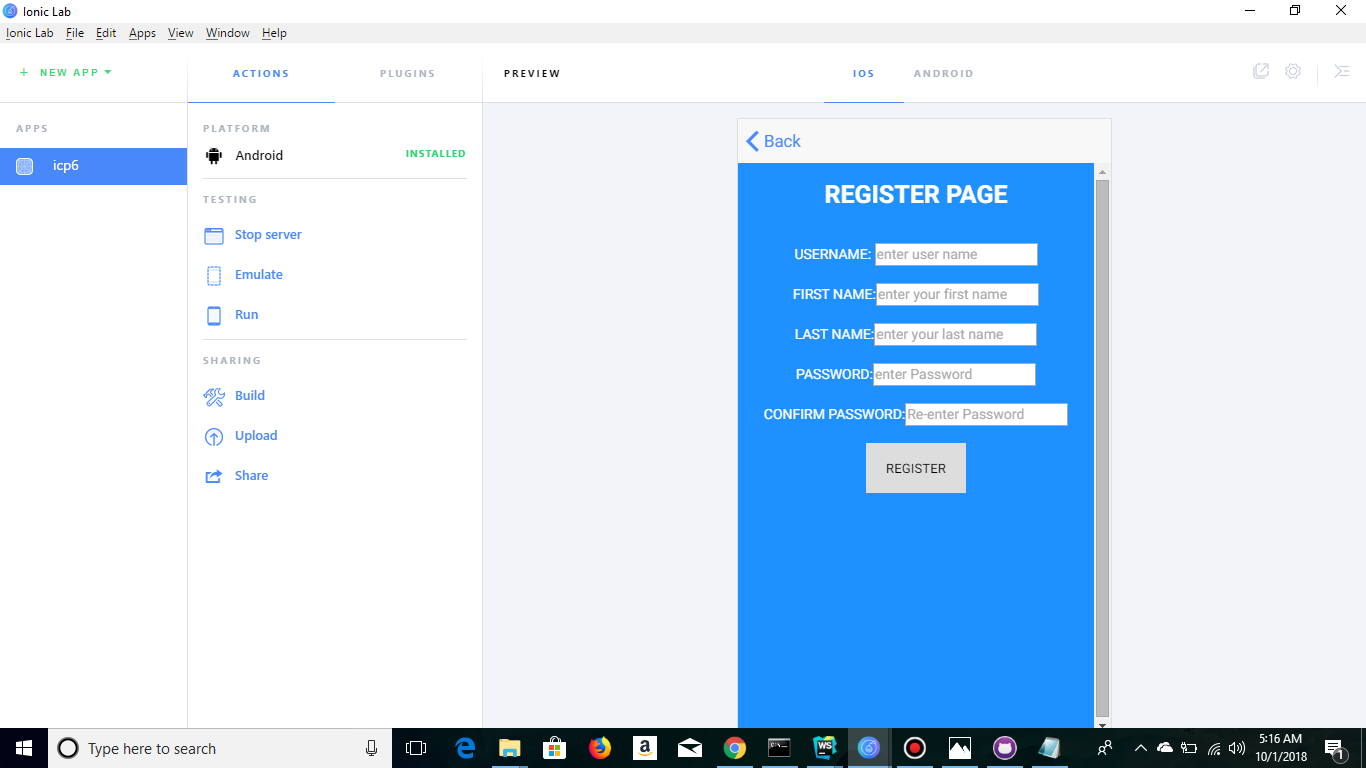 Ionic Lab
Ionic Lab File Edit Apps View Window Help
+ NEW APP
ACTIONS
PLUGINS
PREVIEW
IOS
ANDROID
APPS
icp6
PLATFORM
Android
INSTALLED
TESTING
Stop server
Emulate
Run
SHARING
Build
Upload
Share
Back
REGISTER PAGE
USERNAME: enter user name
FIRST NAME: enter your first name
LAST NAME: enter your last name
PASSWORD: enter Password
CONFIRM PASSWORD: Re-enter Password
REGISTER
Type here to search
a
WS
5:16 AM
10/1/2018
1